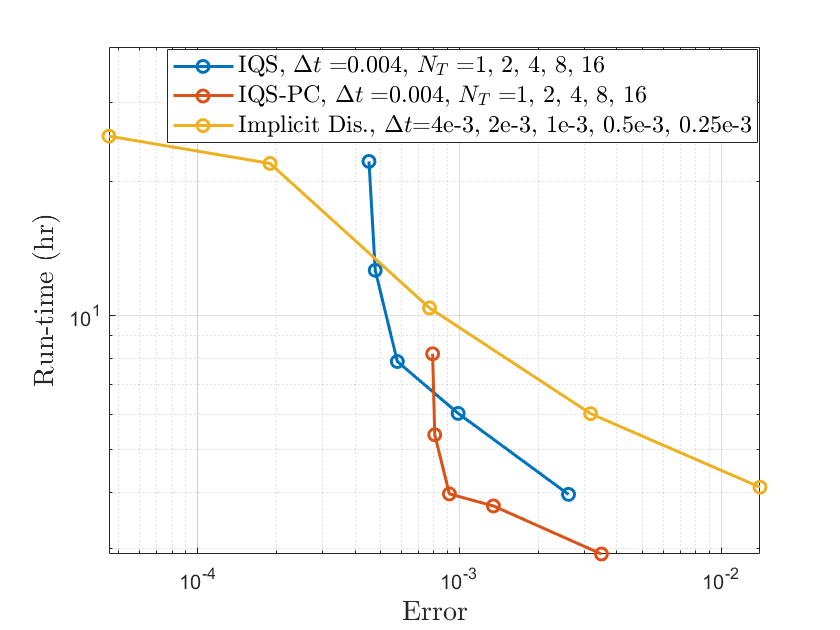 IQS, Δt =0.004, N_T =1, 2, 4, 8, 16
IQS-PC, Δt =0.004, N_T =1, 2, 4, 8, 16
Implicit Dis., Δt=4e-3, 2e-3, 1e-3, 0.5e-3, 0.25e-3
Run-time (hr)
10^1
10^-4 10^-3 10^-2
Error